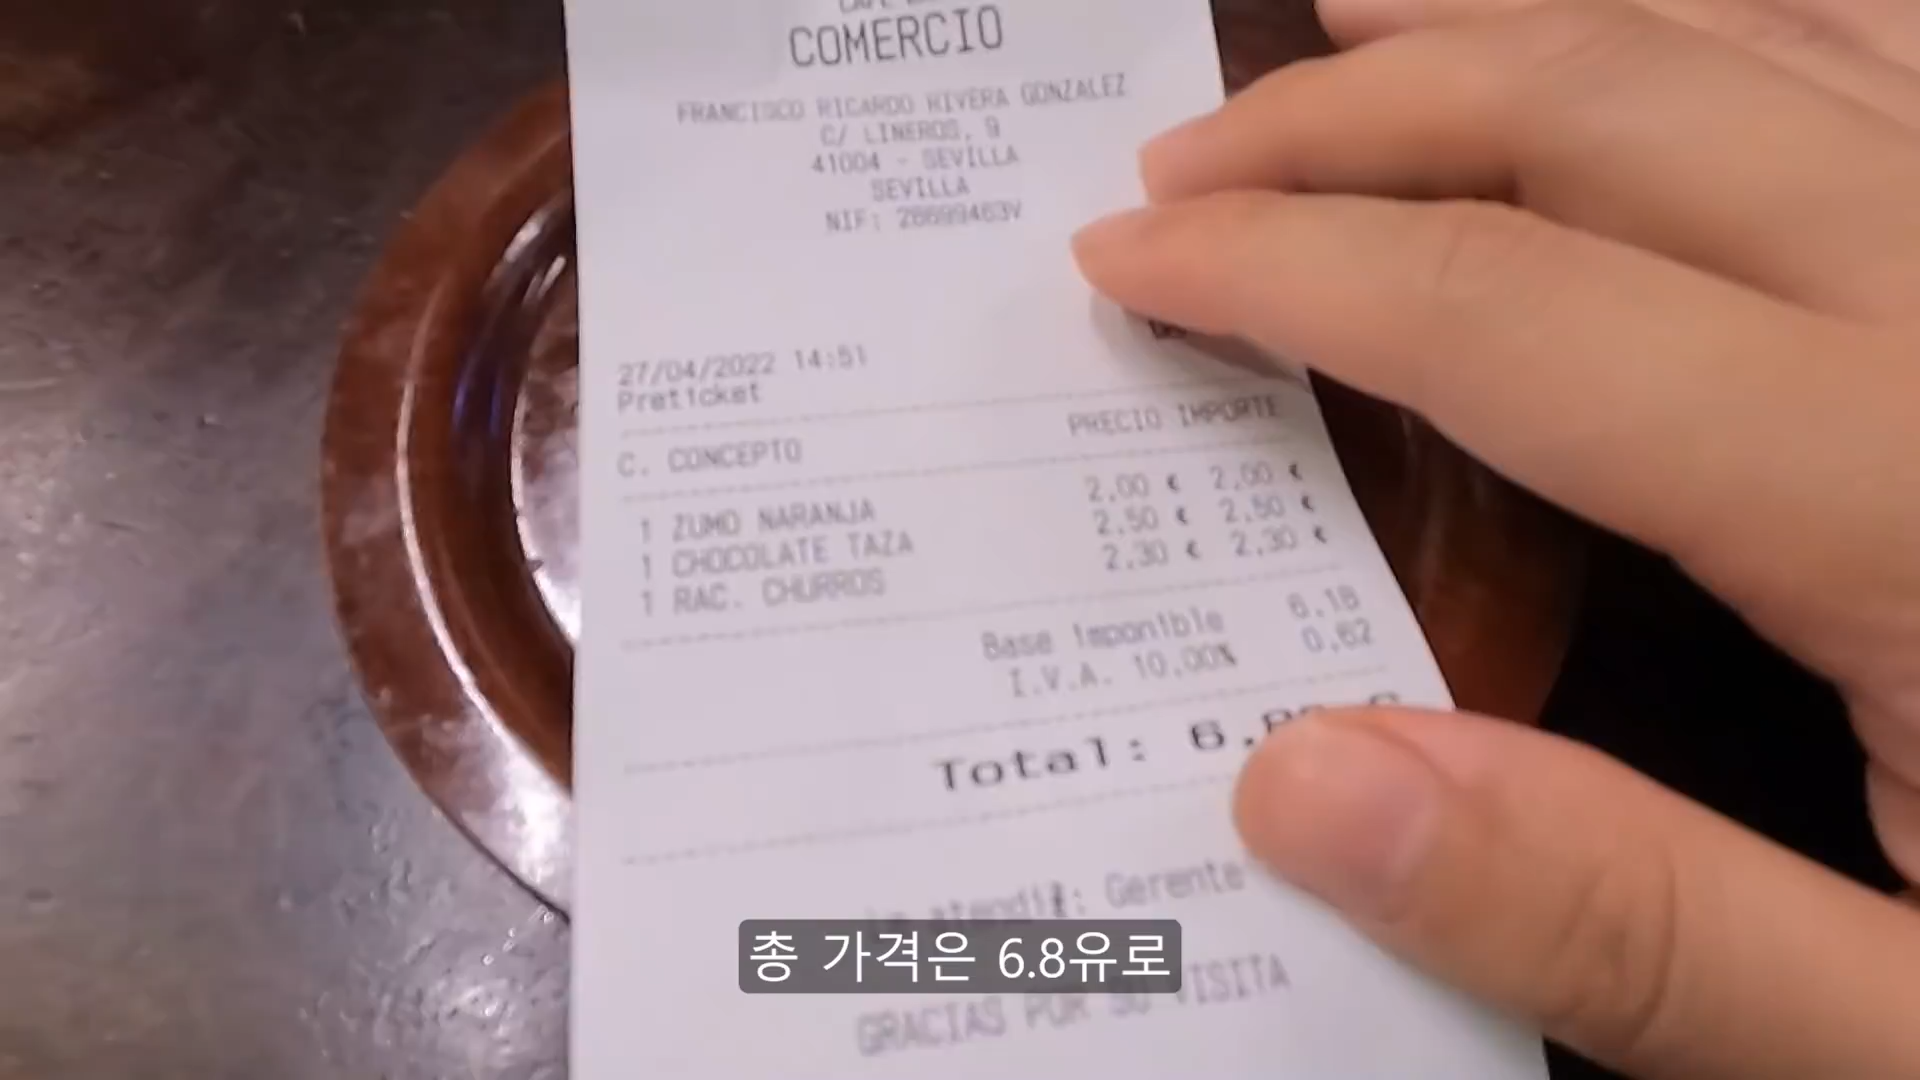 COMERCIO
FRANCISCO RICARDO RIVERA GONZALEZ
C/ LINEROS, 9
41004 - SEVILLA
SEVILLA
NIF:
27/04/2022 14:51
Preticket
C. CONCEPTO PRECIO IMPORTE
1 ZUMO NARANJA 2,00 € 2,00 €
1 CHOCOLATE TAZA 2,50 € 2,50 €
1 RAC. CHURROS 2,30 € 2,30 €
Base Imponible 6.18
I.V.A. 10,00% 0,62
Total: 6.
Gerente
총 가격은 6.8유로
GRACIAS POR SU VISITA